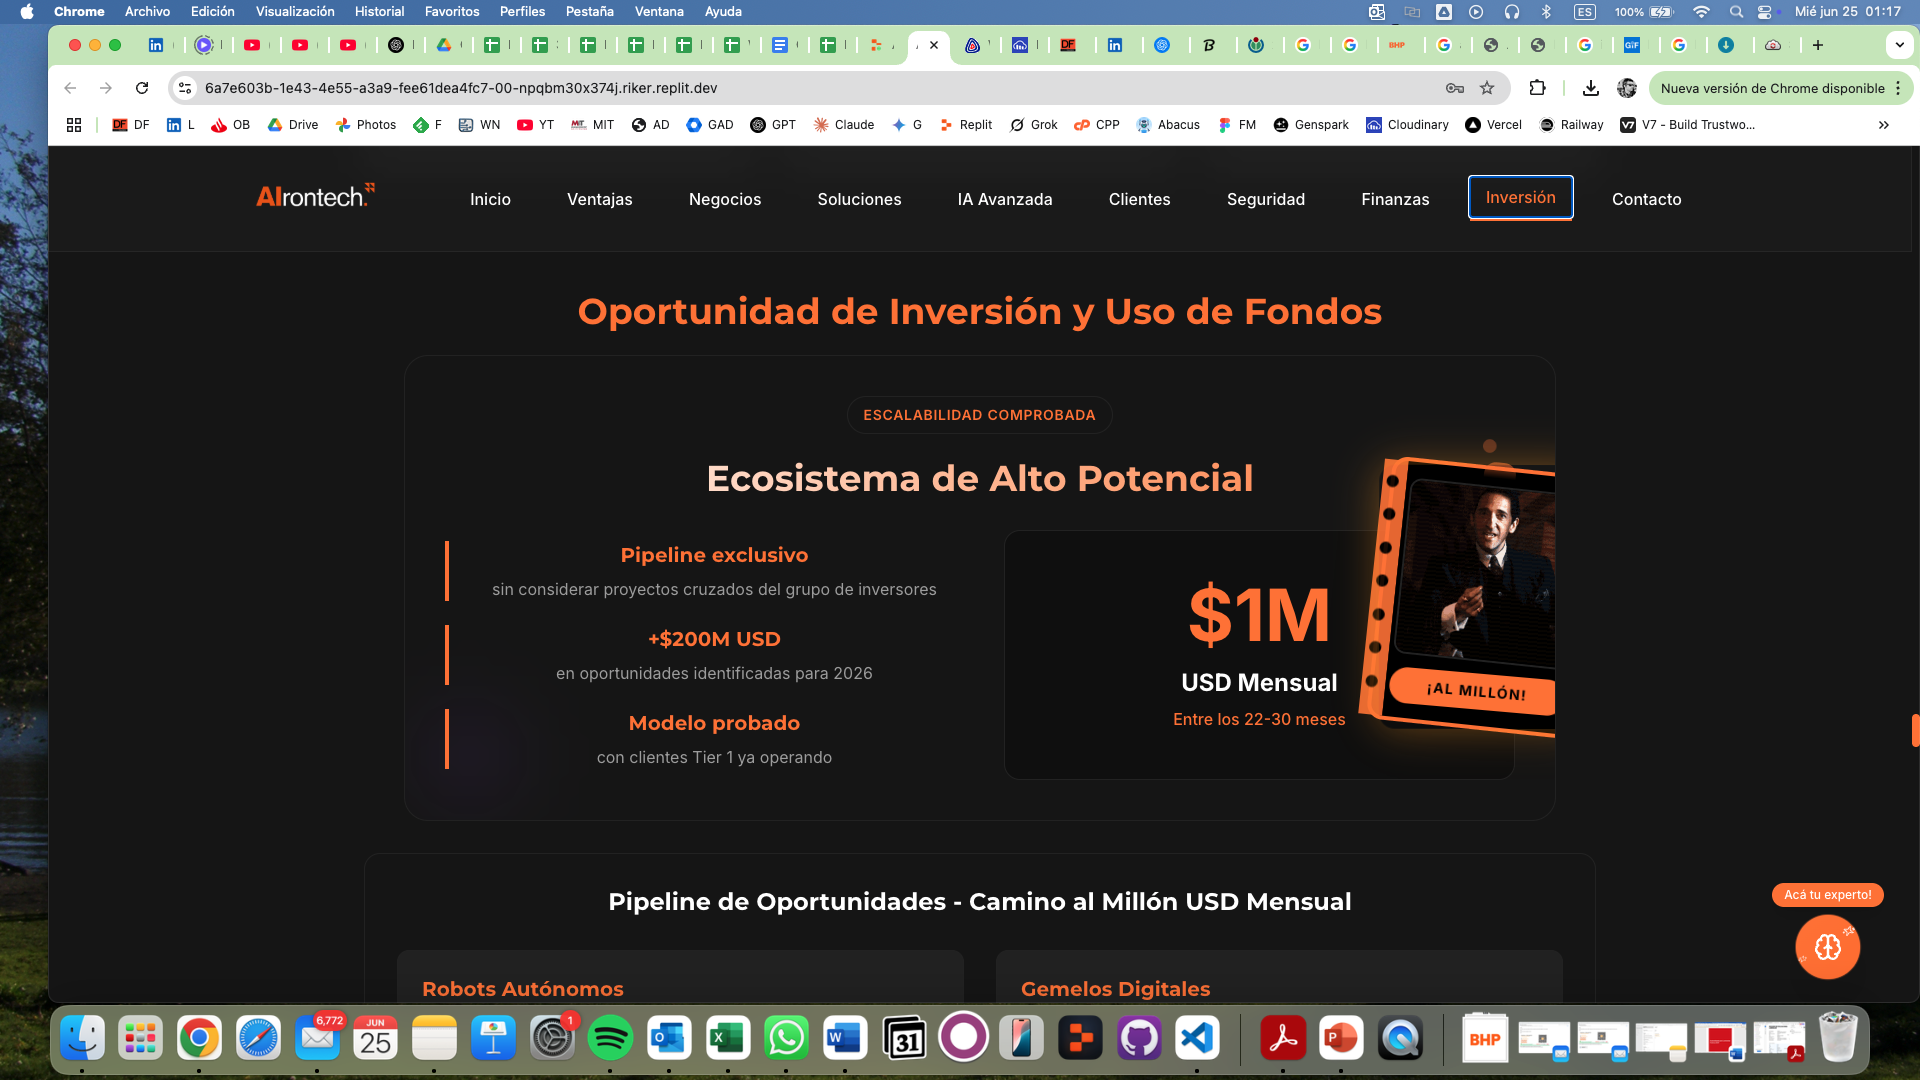 Chrome Archivo Edición Visualización Historial Favoritos Perfiles Pestaña Ventana Ayuda
ES 100% Mié jun 25 01:17
6a7e603b-1e43-4e55-a3a9-fee61dea4fc7-00-npqbm30x374j.riker.replit.dev
Nueva versión de Chrome disponible
DF L OB Drive Photos F WN YT MIT AD GAD GPT Claude G Replit Grok CPP Abacus FM Genspark Cloudinary Vercel Railway V7 - Build Trustwo...
AIrontech.
Inicio Ventajas Negocios Soluciones IA Avanzada Clientes Seguridad Finanzas Inversión Contacto
Oportunidad de Inversión y Uso de Fondos
ESCALABILIDAD COMPROBADA
Ecosistema de Alto Potencial
Pipeline exclusivo
sin considerar proyectos cruzados del grupo de inversores
+$200M USD
en oportunidades identificadas para 2026
Modelo probado
con clientes Tier 1 ya operando
$1M
USD Mensual
Entre los 22-30 meses
¡AL MILLÓN!
Pipeline de Oportunidades - Camino al Millón USD Mensual
Robots Autónomos
Gemelos Digitales
Acá tu experto!
6,772
JUN
25
1
31
BHP